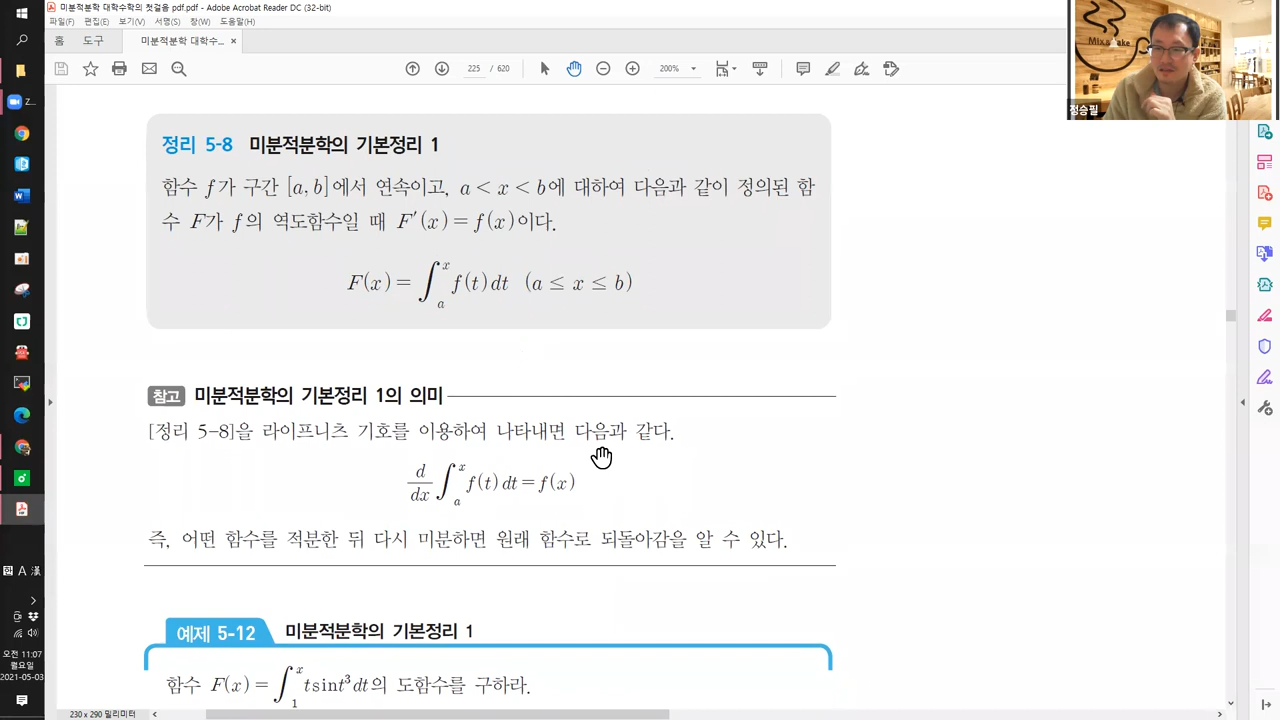 미분적분학 대학수학의 첫걸음 pdf.pdf - Adobe Acrobat Reader DC (32-bit)
파일(F) 편집(E) 보기(V) 서명(S) 창(W) 도움말(H)
홈 도구 미분적분학 대학수... ×
225 / 620 200%
정리 5-8 미분적분학의 기본정리 1
함수 f가 구간 [a, b]에서 연속이고, a < x < b에 대하여 다음과 같이 정의된 함
수 F가 f의 역도함수일 때 F′(x) = f(x)이다.
F(x) = ∫_a^x f(t) dt (a ≤ x ≤ b)
참고 미분적분학의 기본정리 1의 의미
[정리 5-8]을 라이프니츠 기호를 이용하여 나타내면 다음과 같다.
d/dx ∫_a^x f(t) dt = f(x)
즉, 어떤 함수를 적분한 뒤 다시 미분하면 원래 함수로 되돌아감을 알 수 있다.
예제 5-12 미분적분학의 기본정리 1
함수 F(x) = ∫_1^x t sin t³ dt의 도함수를 구하라.
230 x 290 밀리미터
정승필
Z...
A 漢
오전 11:07
월요일
2021-05-03